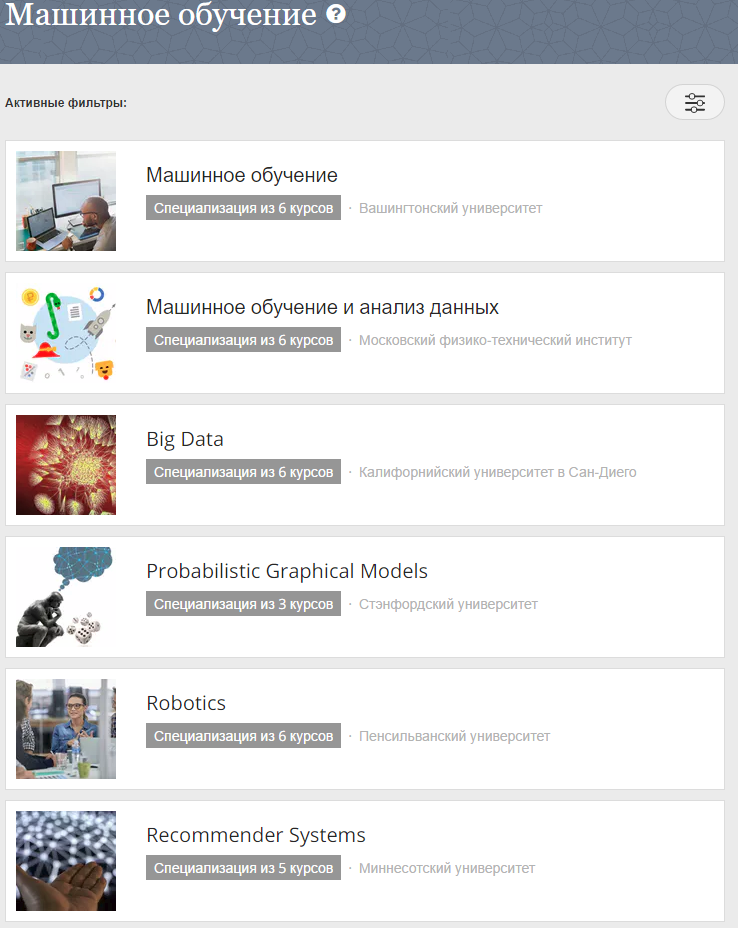 Машинное обучение ?
Активные фильтры:
Машинное обучение
Специализация из 6 курсов · Вашингтонский университет
Машинное обучение и анализ данных
Специализация из 6 курсов · Московский физико-технический институт
Big Data
Специализация из 6 курсов · Калифорнийский университет в Сан-Диего
Probabilistic Graphical Models
Специализация из 3 курсов · Стэнфордский университет
Robotics
Специализация из 6 курсов · Пенсильванский университет
Recommender Systems
Специализация из 5 курсов · Миннесотский университет